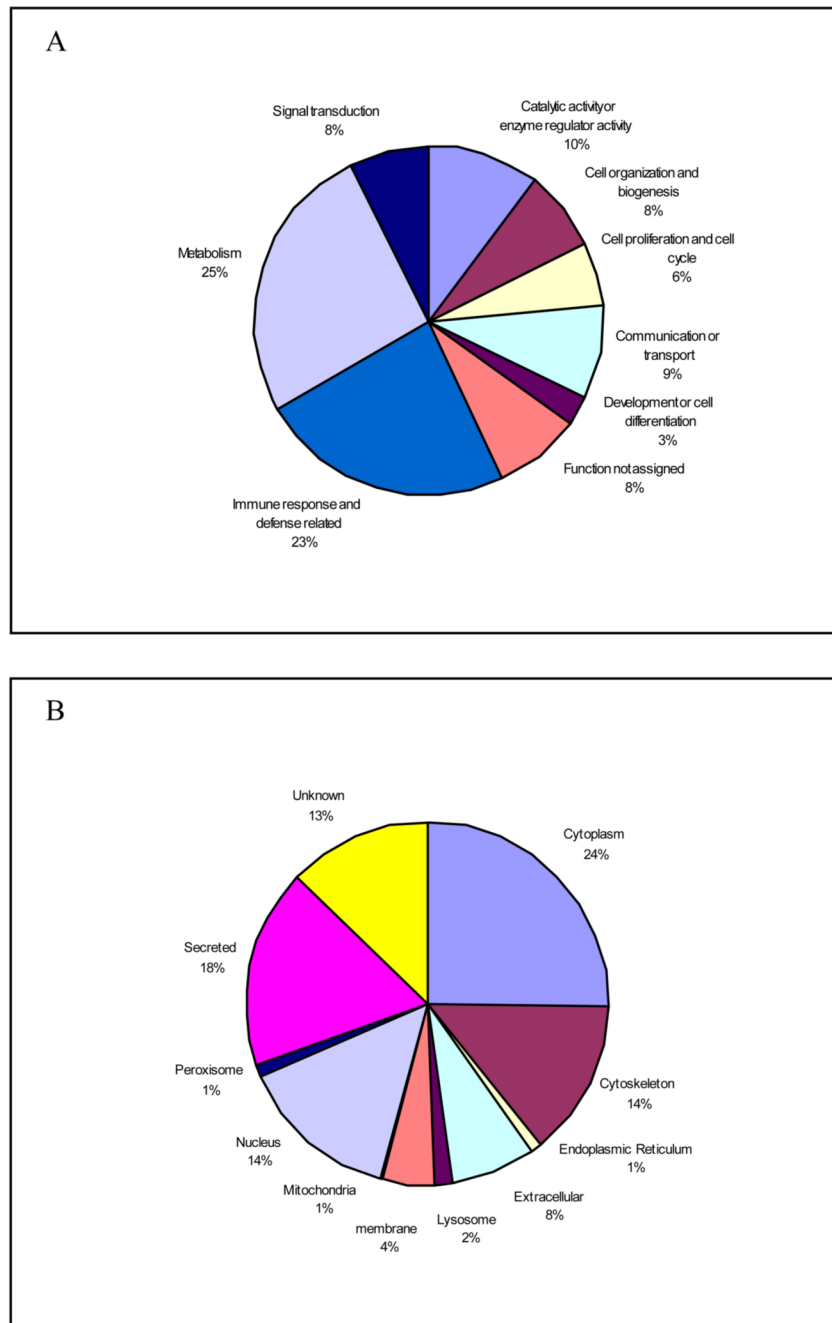 A
Signal transduction
8%
Catalytic activity or
enzyme regulator activity
10%
Cell organization and
biogenesis
8%
Cell proliferation and cell
cycle
6%
Metabolism
25%
Communication or
transport
9%
Development or cell
differentiation
3%
Function not assigned
8%
Immune response and
defense related
23%
B
Unknown
13%
Cytoplasm
24%
Secreted
18%
Peroxisome
1%
Cytoskeleton
14%
Nucleus
14%
Endoplasmic Reticulum
1%
Mitochondria
1%
Extracellular
8%
membrane
4%
Lysosome
2%